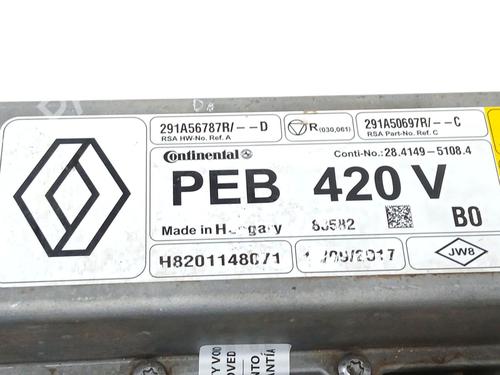 291A56787R/--D
RSA HW-No. Ref. A
R(030,061)
291A50697R/--C
RSA Part-No. Ref. C
Continental
Conti-No.:28.4149-5108.4
PEB 420 V
Made in Hungary
B0
H8201148071
JW8